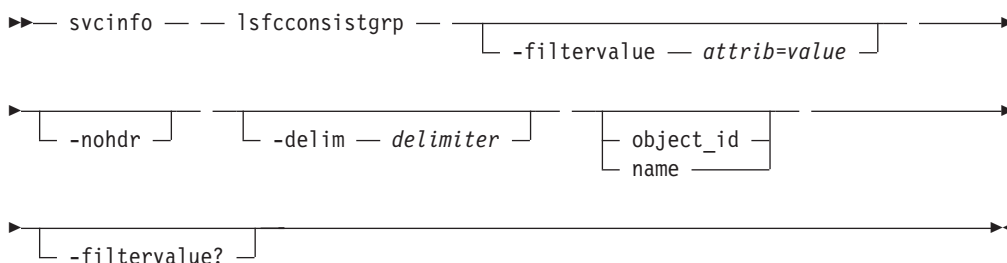 svcinfo lsfcconsistgrp
-filtervalue attrib=value
-nohdr -delim delimiter object_id
name
-filtervalue?